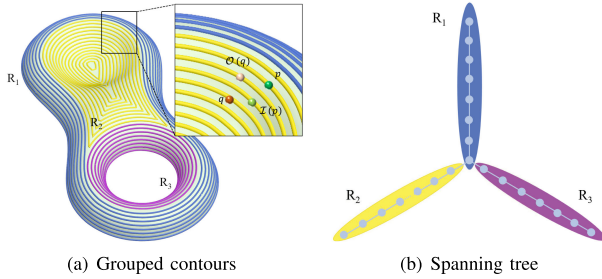 R₁
R₂
R₃
𝒪(q)
p
q
ℐ(p)
(a) Grouped contours
R₁
R₂
R₃
(b) Spanning tree